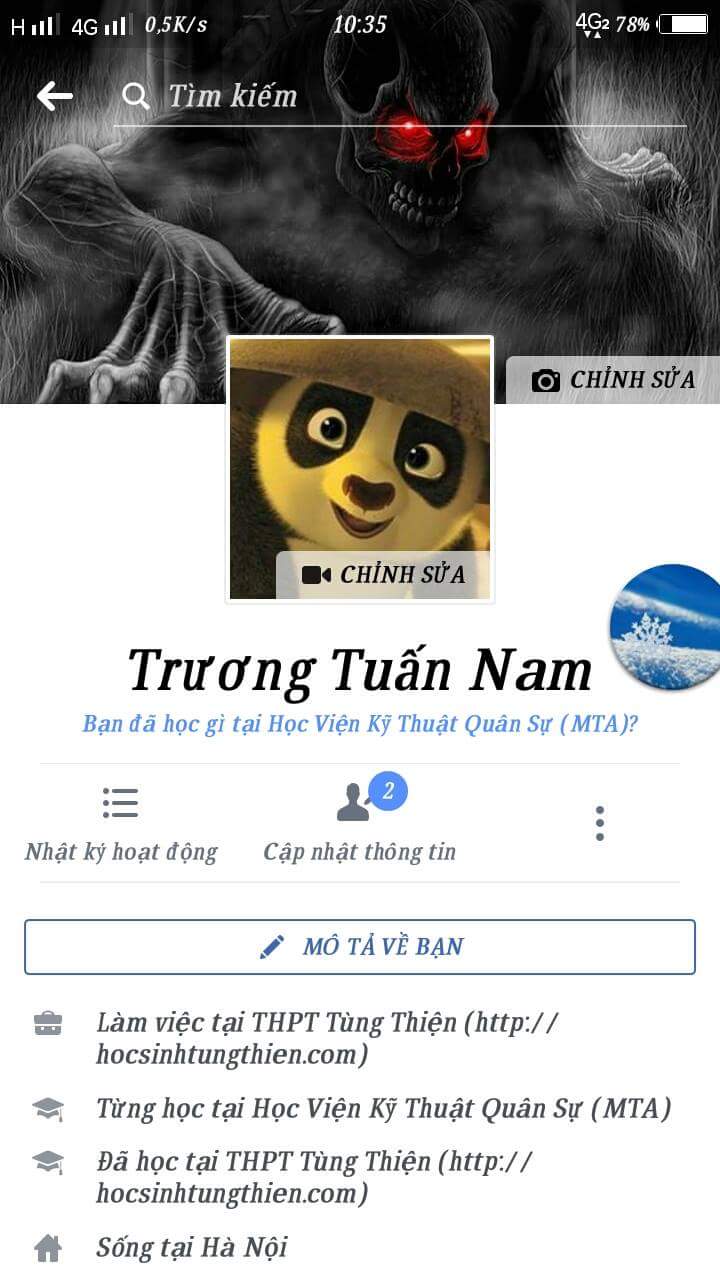 H 4G 0,5K/s 10:35 4G2 78%
Tìm kiếm
CHỈNH SỬA
CHỈNH SỬA
Trương Tuấn Nam
Bạn đã học gì tại Học Viện Kỹ Thuật Quân Sự (MTA)?
2
Nhật ký hoạt động Cập nhật thông tin
MÔ TẢ VỀ BẠN
Làm việc tại THPT Tùng Thiện (http://
hocsinhtungthien.com)
Từng học tại Học Viện Kỹ Thuật Quân Sự (MTA)
Đã học tại THPT Tùng Thiện (http://
hocsinhtungthien.com)
Sống tại Hà Nội